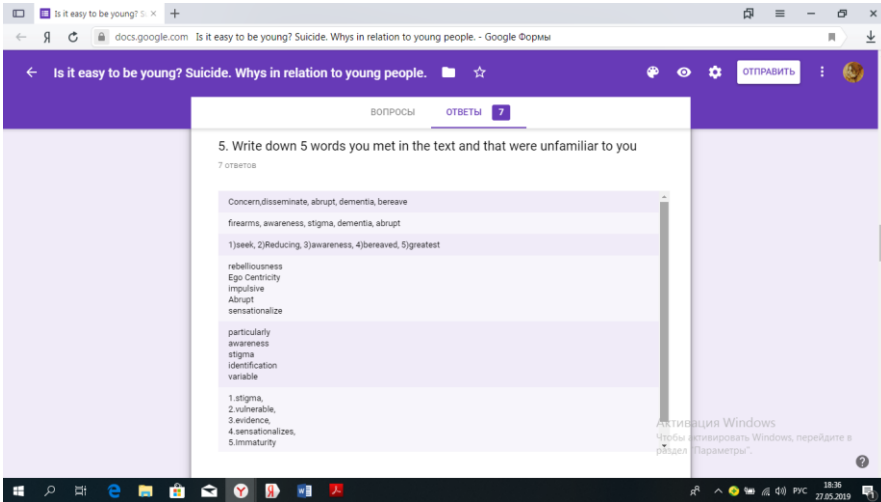 Is it easy to be young? S
docs.google.com Is it easy to be young? Suicide. Whys in relation to young people. - Google Формы
Is it easy to be young? Suicide. Whys in relation to young people.
ОТПРАВИТЬ
ВОПРОСЫ ОТВЕТЫ 7
5. Write down 5 words you met in the text and that were unfamiliar to you
7 ответов
Concern,disseminate, abrupt, dementia, bereave
firearms, awareness, stigma, dementia, abrupt
1)seek, 2)Reducing, 3)awareness, 4)bereaved, 5)greatest
rebelliousness
Ego Centricity
impulsive
Abrupt
sensationalize
particularly
awareness
stigma
identification
variable
1.stigma,
2.vulnerable,
3.evidence,
4.sensationalizes,
5.Immaturity
Активация Windows
Чтобы активировать Windows, перейдите в
раздел "Параметры".
РУС
18:36
27.05.2019